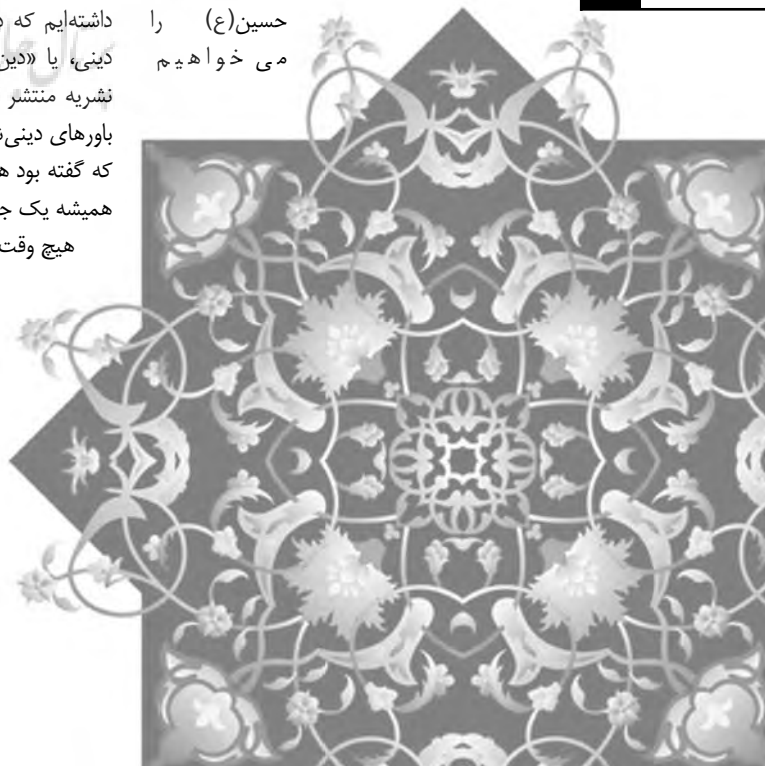 حسین(ع) را
می خواهیم
داشته‌ایم که
دینی، یا «دین
نشریه منتشر
باورهای دینی
که گفته بود
همیشه یک
هیچ وقت